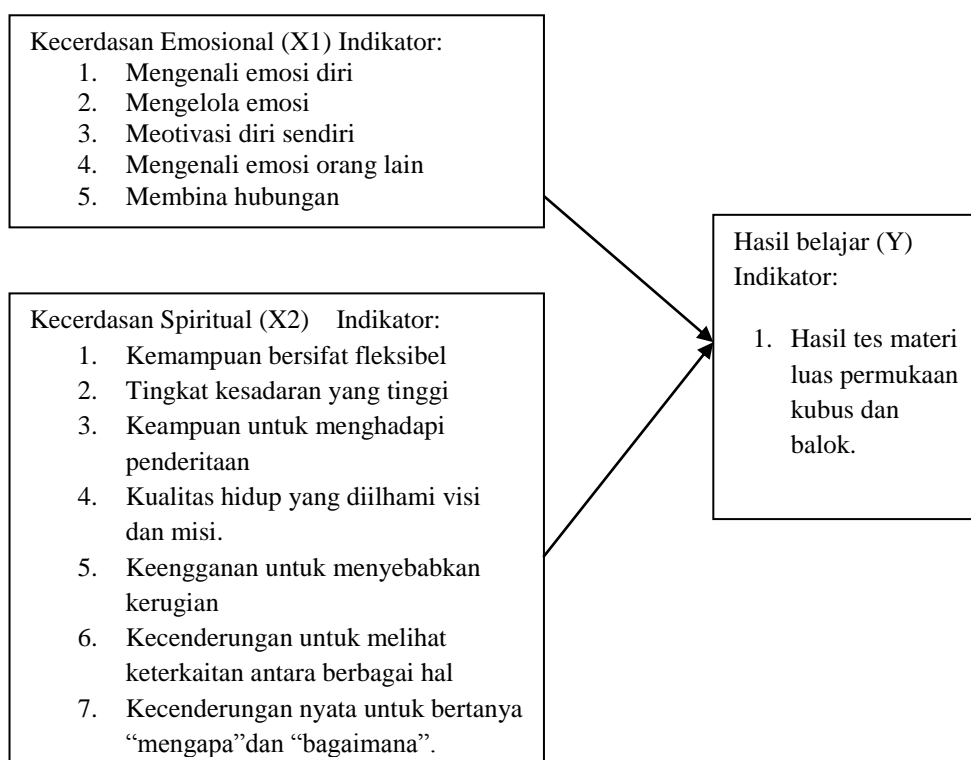 Kecerdasan Emosional (X1) Indikator:
1. Mengenali emosi diri
2. Mengelola emosi
3. Meotivasi diri sendiri
4. Mengenali emosi orang lain
5. Membina hubungan
Hasil belajar (Y)
Indikator:
1. Hasil tes materi
luas permukaan
kubus dan
balok.
Kecerdasan Spiritual (X2) Indikator:
1. Kemampuan bersifat fleksibel
2. Tingkat kesadaran yang tinggi
3. Keampuan untuk menghadapi
penderitaan
4. Kualitas hidup yang diilhami visi
dan misi.
5. Keengganan untuk menyebabkan
kerugian
6. Kecenderungan untuk melihat
keterkaitan antara berbagai hal
7. Kecenderungan nyata untuk bertanya
“mengapa”dan “bagaimana”.